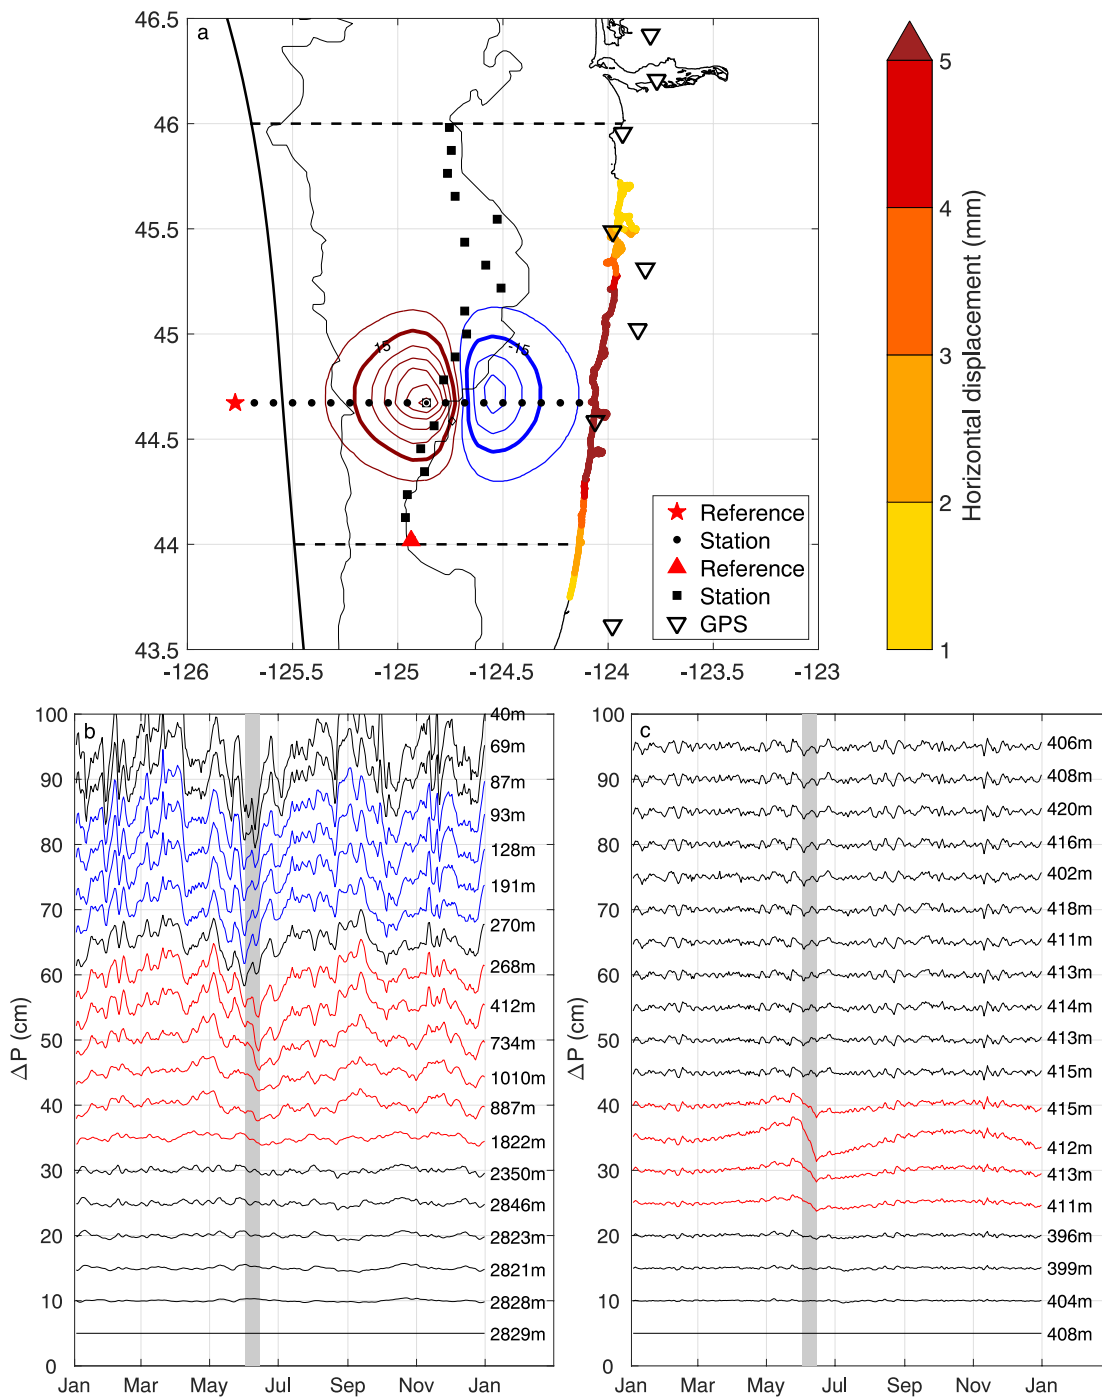 a
46.5
46
45.5
45
44.5
44
43.5
-126
-125.5
-125
-124.5
-124
-123.5
-123
15
-15
Reference
Station
Reference
Station
GPS
5
4
3
2
1
Horizontal displacement (mm)
b
100
90
80
70
60
50
40
30
20
10
0
ΔP (cm)
Jan
Mar
May
Jul
Sep
Nov
Jan
40m
69m
87m
93m
128m
191m
270m
268m
412m
734m
1010m
887m
1822m
2350m
2846m
2823m
2821m
2828m
2829m
c
100
90
80
70
60
50
40
30
20
10
0
ΔP (cm)
Jan
Mar
May
Jul
Sep
Nov
Jan
406m
408m
420m
416m
402m
418m
411m
413m
414m
413m
415m
415m
412m
413m
411m
396m
399m
404m
408m